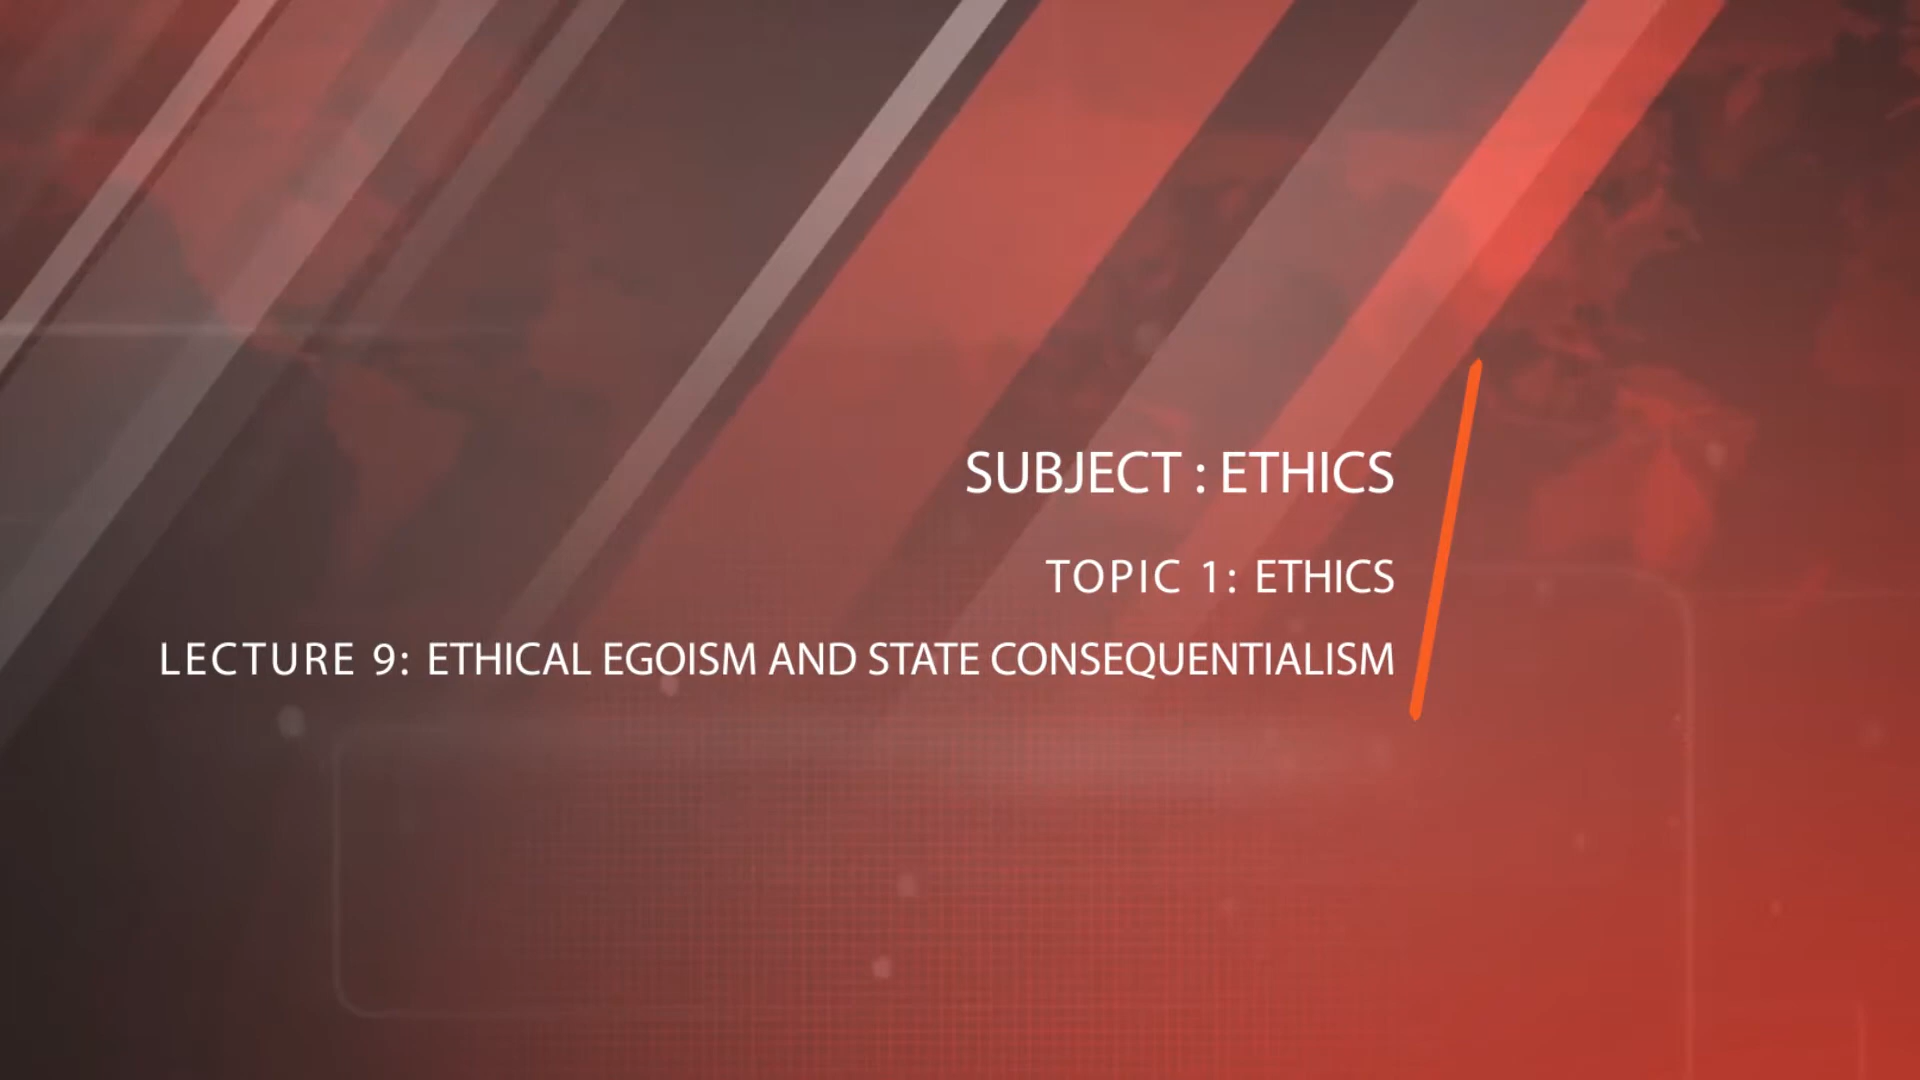 SUBJECT : ETHICS
TOPIC 1: ETHICS
LECTURE 9: ETHICAL EGOISM AND STATE CONSEQUENTIALISM